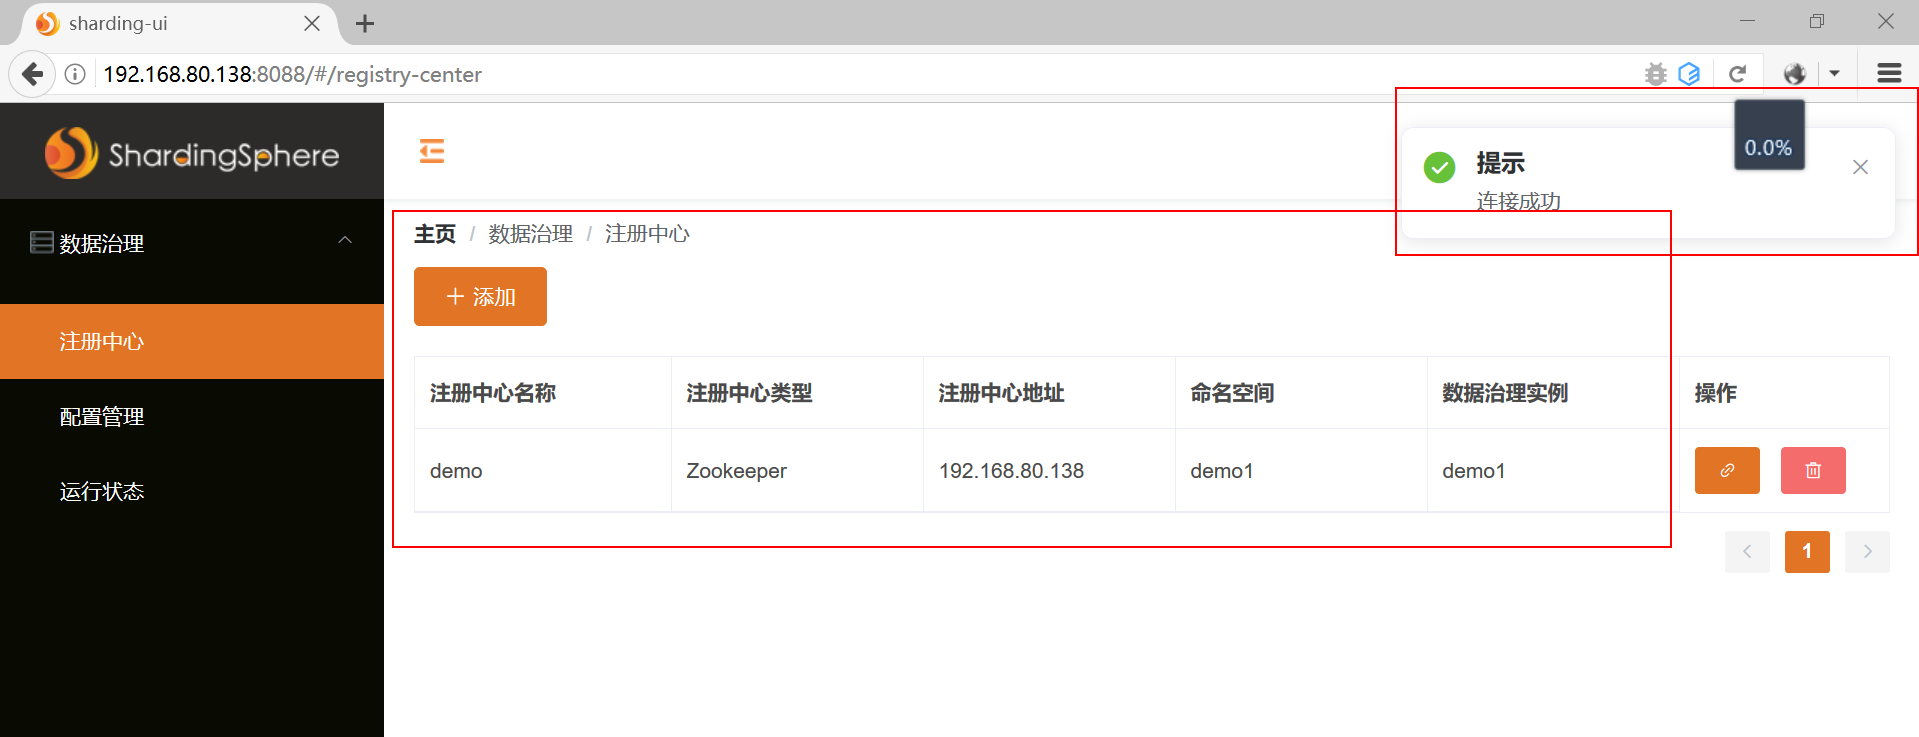 sharding-ui
192.168.80.138:8088/#/registry-center
ShardingSphere
0.0%
提示
连接成功
数据治理
注册中心
配置管理
运行状态
主页 / 数据治理 / 注册中心
添加
注册中心名称 注册中心类型 注册中心地址 命名空间 数据治理实例 操作
demo Zookeeper 192.168.80.138 demo1 demo1
1